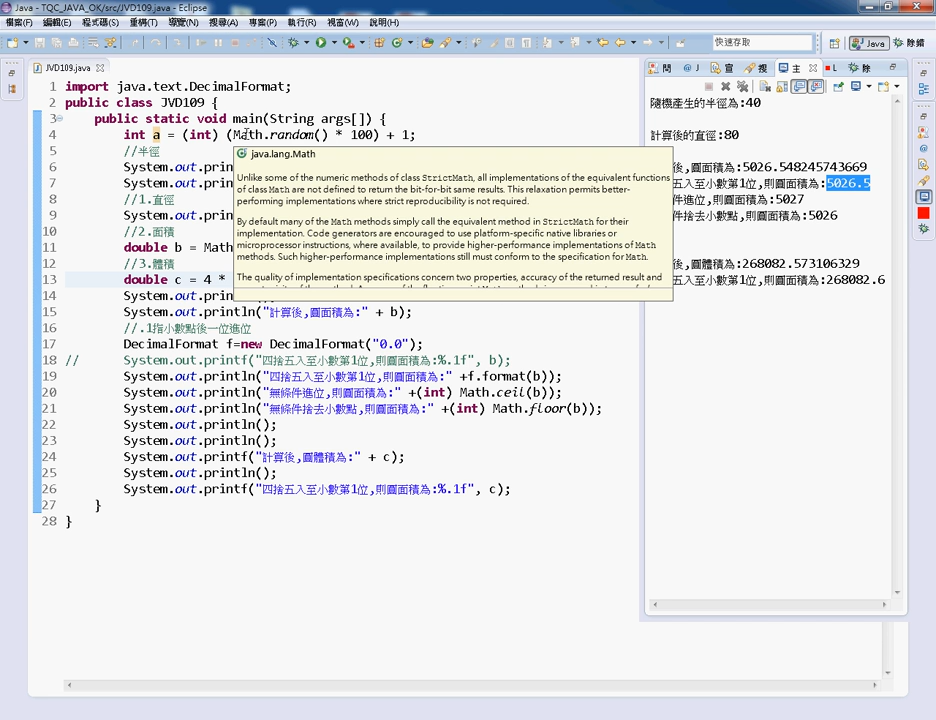 Java - TQC_JAVA_OK/src/JVD109.java - Eclipse
檔案(F) 編輯(E) 程式碼(S) 重構(T) 導覽(N) 搜尋(A) 專案(P) 執行(R) 視窗(W) 說明(H)
快速存取
Java
除錯
JVD109.java
問
@ J
宣
搜
主
L
除
1 import java.text.DecimalFormat;
2 public class JVD109 {
3 public static void main(String args[]) {
4 int a = (int) (Math.random() * 100) + 1;
5 //半徑
6 System.out.prin
7 System.out.prin
8 //1.直徑
9 System.out.prin
10 //2.面積
11 double b = Math
12 //3.體積
13 double c = 4 *
14 System.out.prin
15 System.out.println("計算後,圓面積為:" + b);
16 //.1指小數點後一位進位
17 DecimalFormat f=new DecimalFormat("0.0");
18 // System.out.printf("四捨五入至小數第1位,則圓面積為:%.1f", b);
19 System.out.println("四捨五入至小數第1位,則圓面積為:" +f.format(b));
20 System.out.println("無條件進位,則圓面積為:" +(int) Math.ceil(b));
21 System.out.println("無條件捨去小數點,則圓面積為:" +(int) Math.floor(b));
22 System.out.println();
23 System.out.println();
24 System.out.printf("計算後,圓體積為:" + c);
25 System.out.println();
26 System.out.printf("四捨五入至小數第1位,則圓面積為:%.1f", c);
27 }
28 }
java.lang.Math
Unlike some of the numeric methods of class StrictMath, all implementations of the equivalent functions
of class Math are not defined to return the bit-for-bit same results. This relaxation permits better-
performing implementations where strict reproducibility is not required.
By default many of the Math methods simply call the equivalent method in StrictMath for their
implementation. Code generators are encouraged to use platform-specific native libraries or
microprocessor instructions, where available, to provide higher-performance implementations of Math
methods. Such higher-performance implementations still must conform to the specification for Math.
The quality of implementation specifications concern two properties, accuracy of the returned result and
隨機產生的半徑為:40
計算後的直徑:80
後,圓面積為:5026.548245743669
五入至小數第1位,則圓面積為:5026.5
件進位,則圓面積為:5027
件捨去小數點,則圓面積為:5026
後,圓體積為:268082.573106329
五入至小數第1位,則圓面積為:268082.6